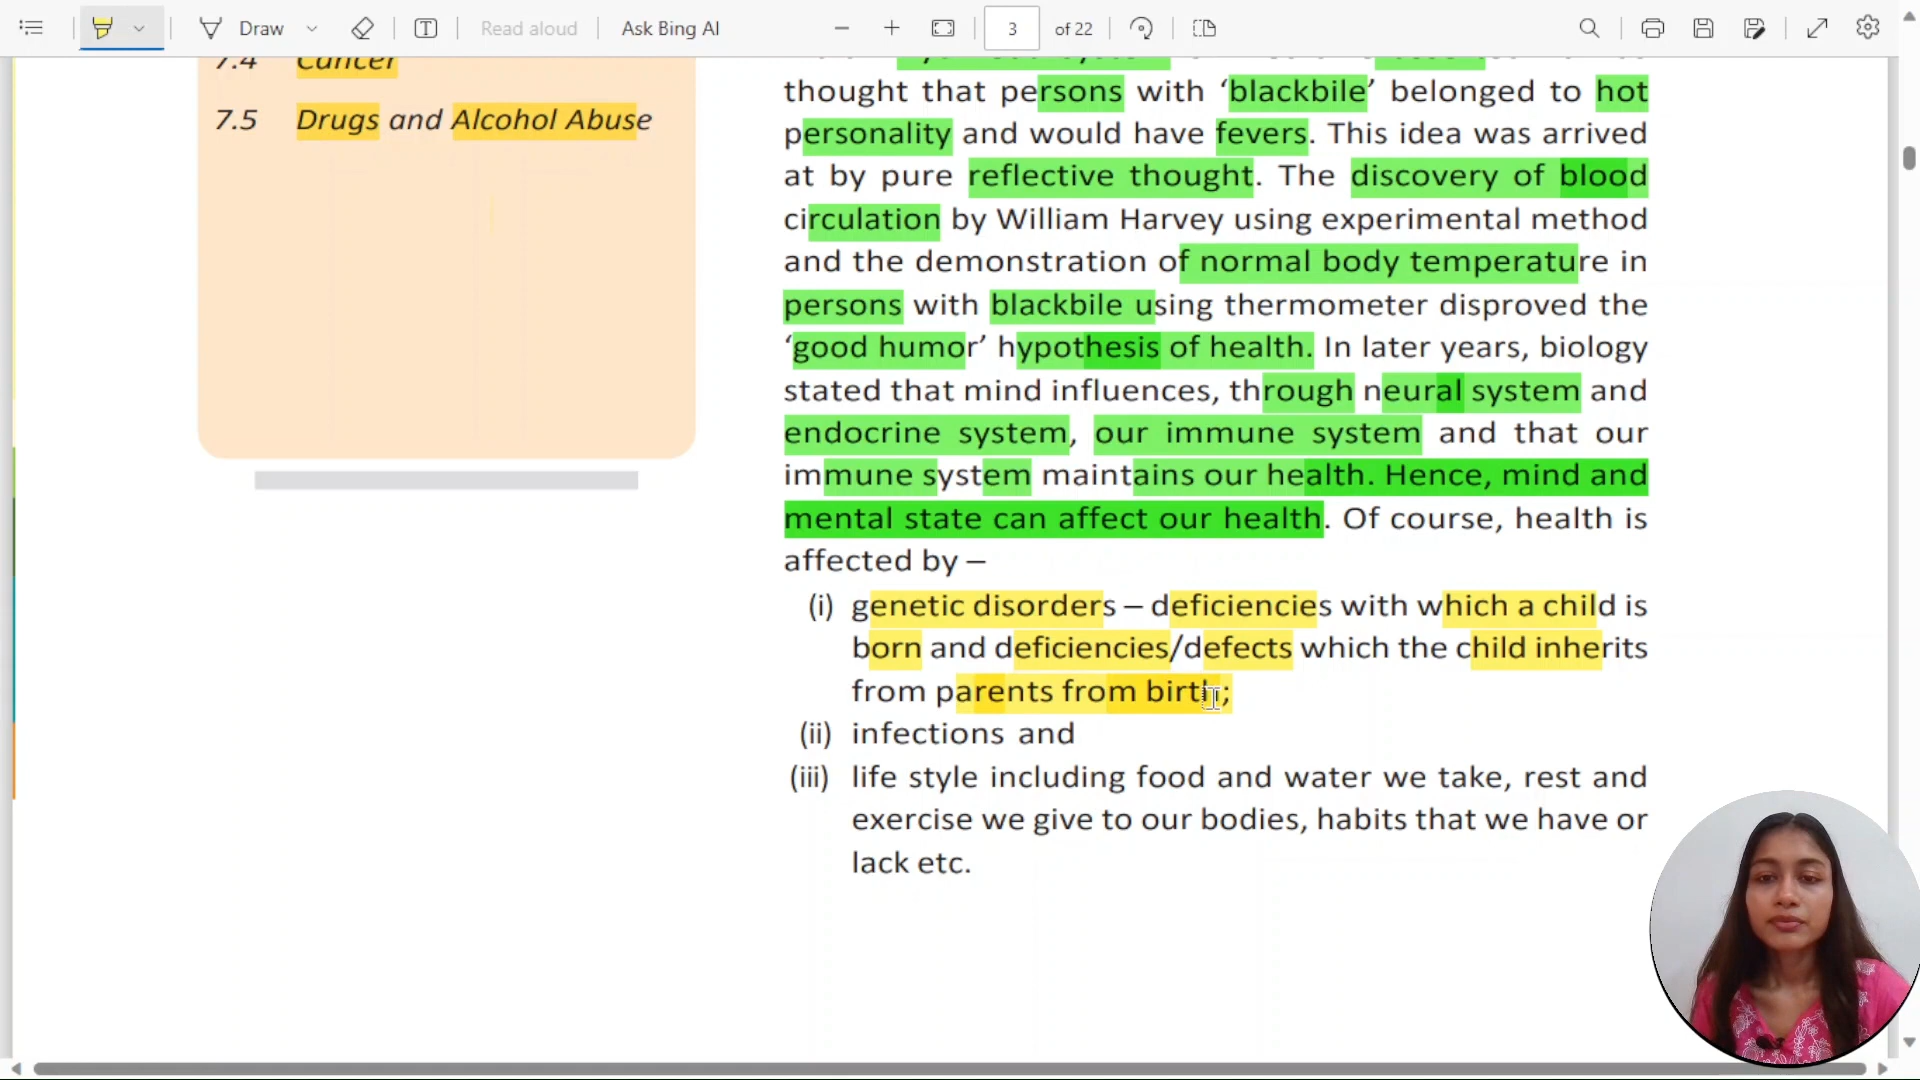 Draw
Read aloud
Ask Bing AI
3 of 22
7.4 Cancer
7.5 Drugs and Alcohol Abuse
thought that persons with ‘blackbile’ belonged to hot
personality and would have fevers. This idea was arrived
at by pure reflective thought. The discovery of blood
circulation by William Harvey using experimental method
and the demonstration of normal body temperature in
persons with blackbile using thermometer disproved the
‘good humor’ hypothesis of health. In later years, biology
stated that mind influences, through neural system and
endocrine system, our immune system and that our
immune system maintains our health. Hence, mind and
mental state can affect our health. Of course, health is
affected by –
(i) genetic disorders – deficiencies with which a child is
born and deficiencies/defects which the child inherits
from parents from birth;
(ii) infections and
(iii) life style including food and water we take, rest and
exercise we give to our bodies, habits that we have or
lack etc.